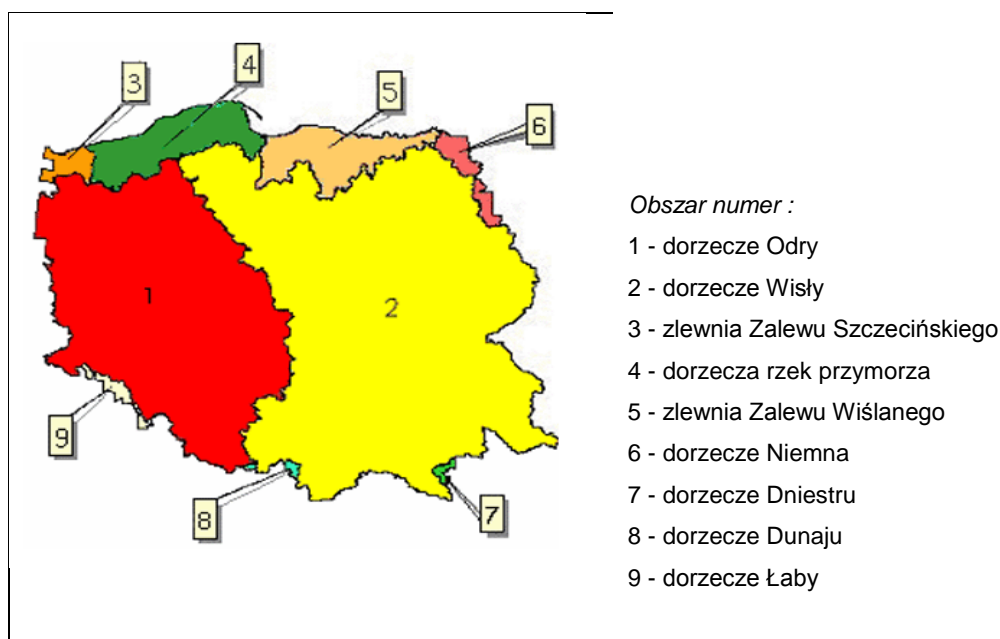 3
4
5
6
1
2
9
8
7
Obszar numer :
1 - dorzecze Odry
2 - dorzecze Wisły
3 - zlewnia Zalewu Szczecińskiego
4 - dorzecza rzek przymorza
5 - zlewnia Zalewu Wiślanego
6 - dorzecze Niemna
7 - dorzecze Dniestru
8 - dorzecze Dunaju
9 - dorzecze Łaby